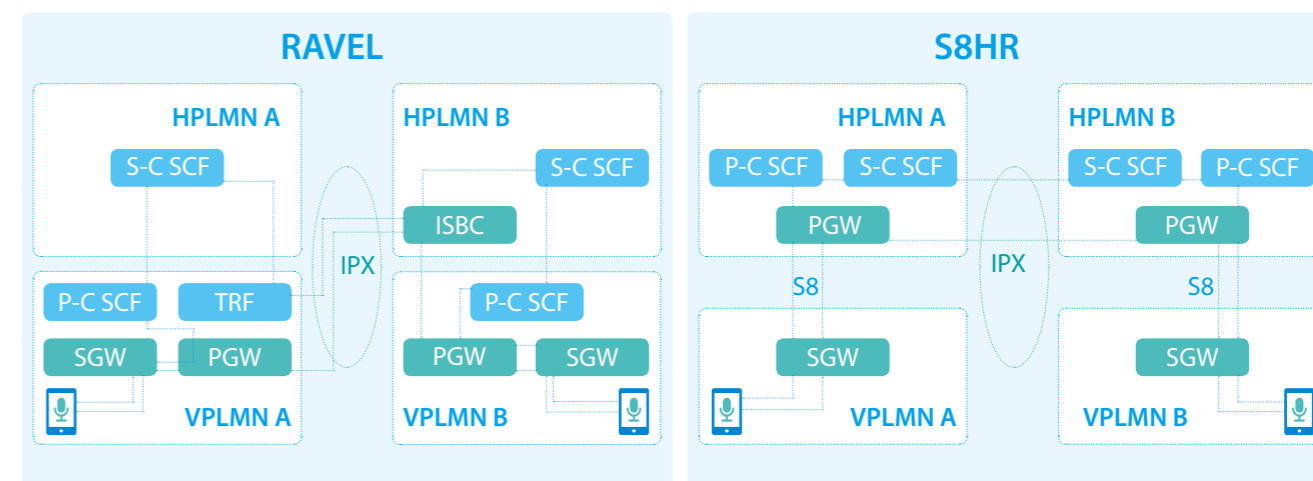 RAVEL
HPLMN A
HPLMN B
S-C SCF
S-C SCF
ISBC
IPX
P-C SCF
TRF
P-C SCF
SGW
PGW
PGW
SGW
VPLMN A
VPLMN B
S8HR
HPLMN A
HPLMN B
P-C SCF
S-C SCF
S-C SCF
P-C SCF
PGW
PGW
IPX
S8
S8
SGW
SGW
VPLMN A
VPLMN B